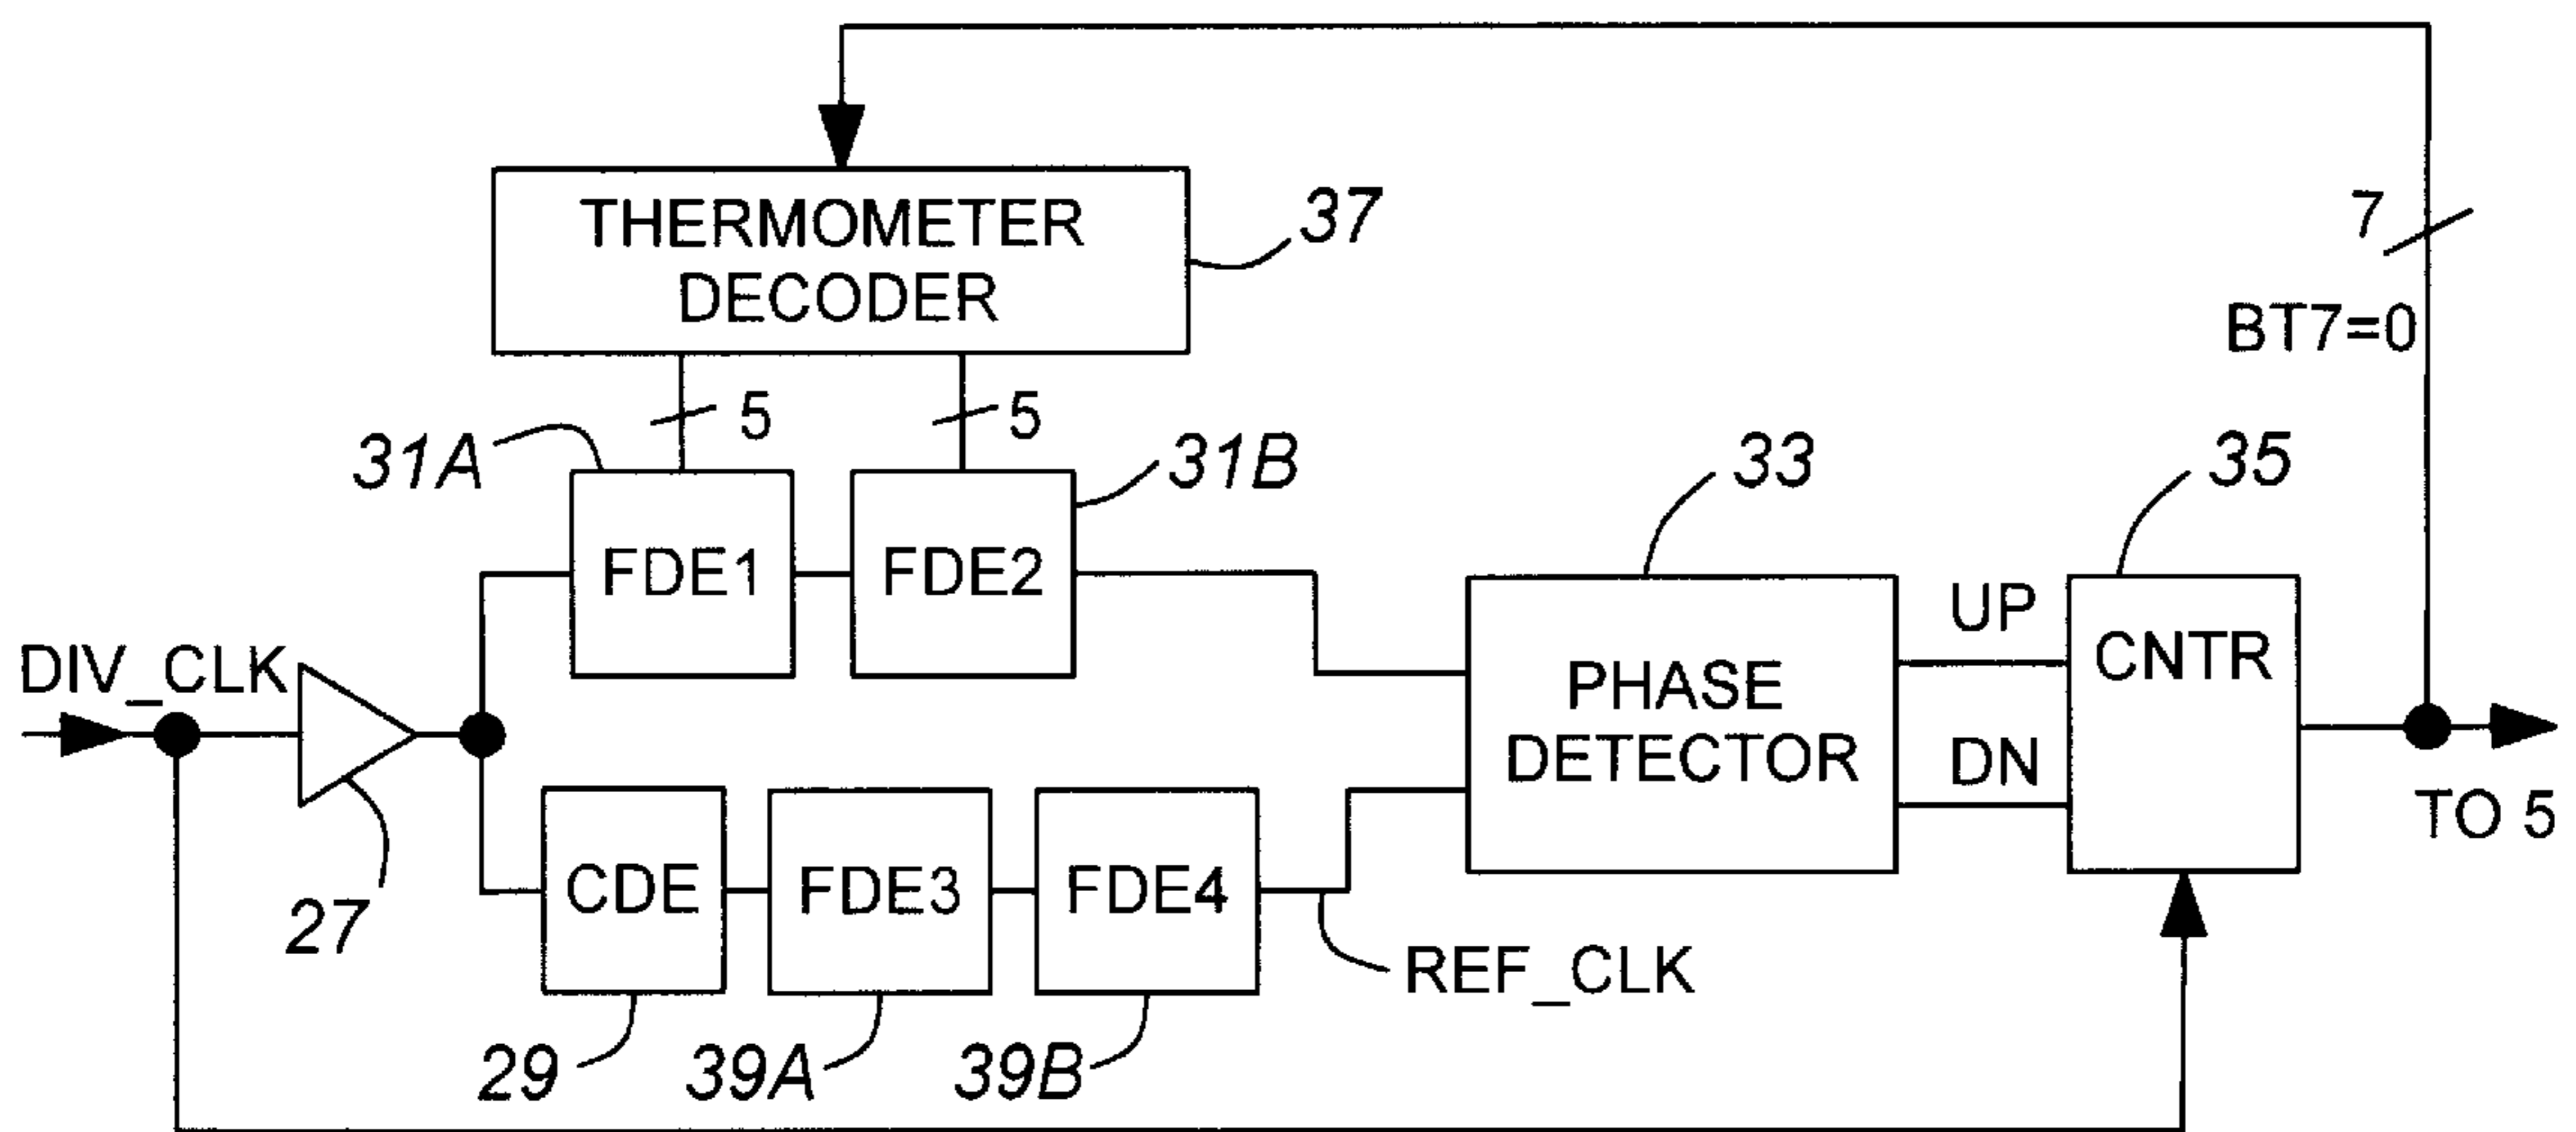 THERMOMETER
DECODER
37
7
BT7=0
5
5
31A
31B
33
35
FDE1
FDE2
UP
CNTR
DIV_CLK
PHASE
DETECTOR
DN
TO 5
CDE
FDE3
FDE4
27
REF_CLK
29
39A
39B